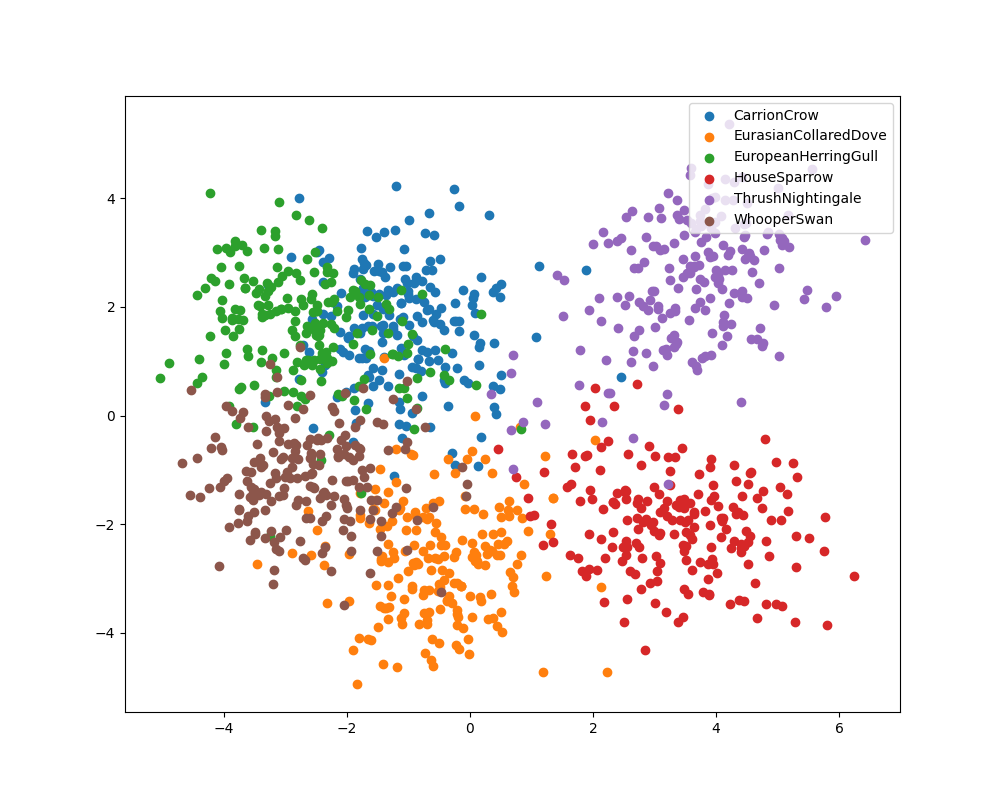 CarrionCrow
EurasianCollaredDove
EuropeanHerringGull
HouseSparrow
ThrushNightingale
WhooperSwan
4
2
0
−2
−4
−4 −2 0 2 4 6